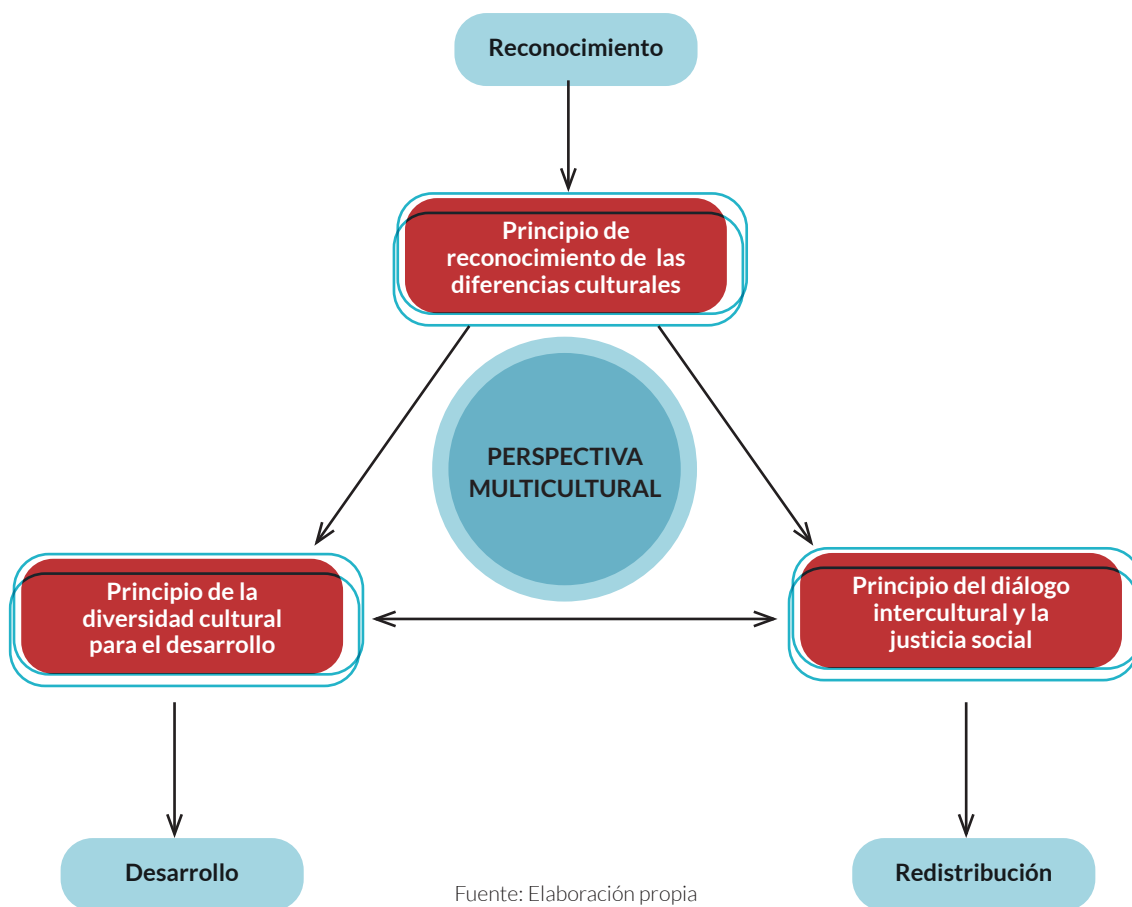 Reconocimiento
Principio de
reconocimiento de las
diferencias culturales
PERSPECTIVA
MULTICULTURAL
Principio de la
diversidad cultural
para el desarrollo
Principio del diálogo
intercultural y la
justicia social
Desarrollo
Redistribución
Fuente: Elaboración propia